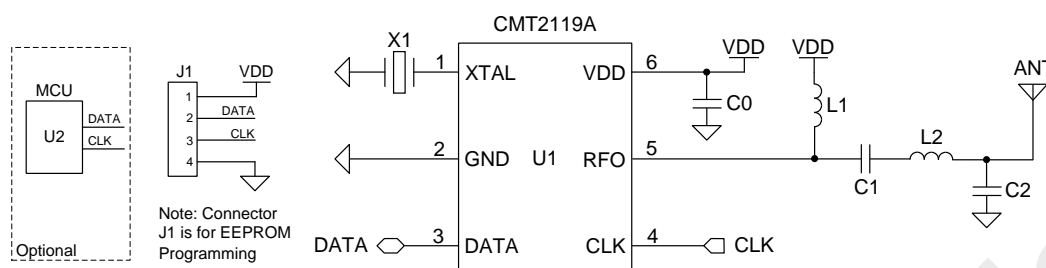 CMT2119A
MCU
U2
DATA
CLK
Optional
J1
VDD
1
2
DATA
3
CLK
4
Note: Connector
J1 is for EEPROM
Programming
X1
1
XTAL
2
GND
DATA
3
DATA
U1
VDD
6
RFO
5
CLK
4
CLK
VDD
C0
VDD
L1
C1
L2
C2
ANT